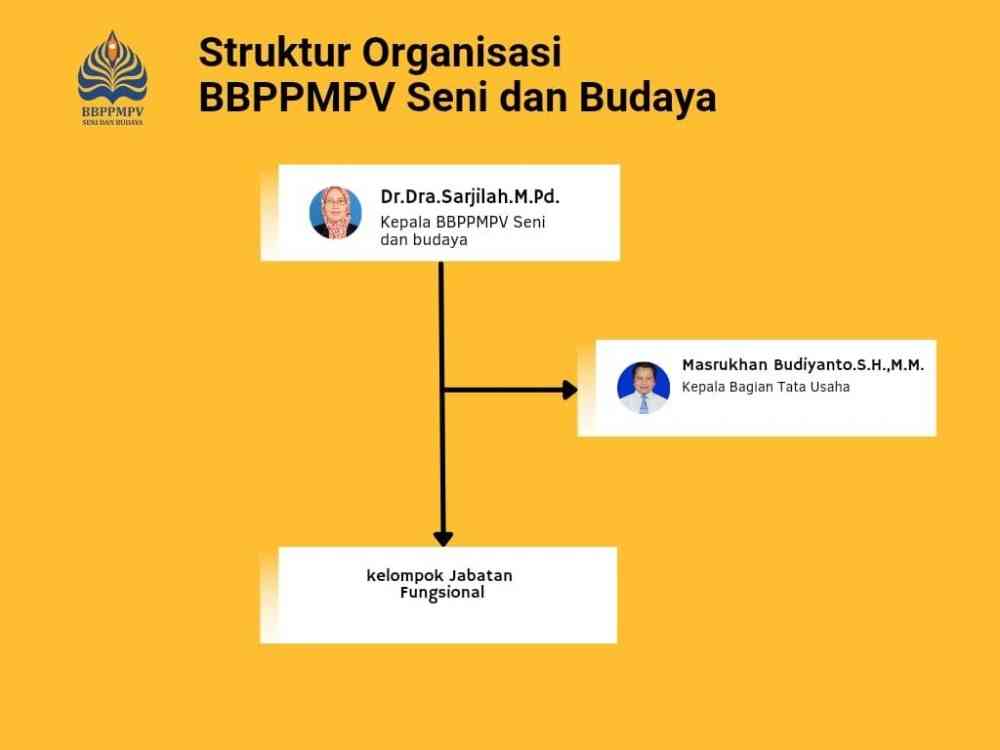 BBPPMPV
SENI DAN BUDAYA
Struktur Organisasi
BBPPMPV Seni dan Budaya
Dr.Dra.Sarjilah.M.Pd.
Kepala BBPPMPV Seni
dan budaya
Masrukhan Budiyanto.S.H.,M.M.
Kepala Bagian Tata Usaha
kelompok Jabatan
Fungsional